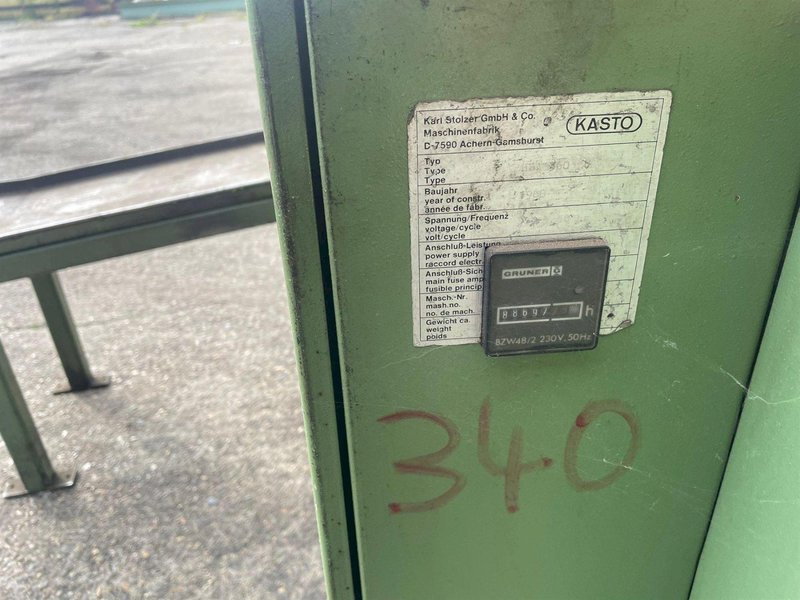 Karl Stolzer GmbH & Co.
Maschinenfabrik
D-7590 Achern-Gamshurst
KASTO
Typ
Type
Type
Baujahr
year of constr.
année de fabr.
Spannung/Frequenz
voltage/cycle
volt/cycle
Anschluß-Leistung
power supply
raccord electr.
Anschluß-Sich
main fuse amp
fusible princip
Masch.-Nr.
mash.no.
no. de mach.
Gewicht ca.
weight
poids
GRUNER
h
BZW48/2 230V, 50Hz
340